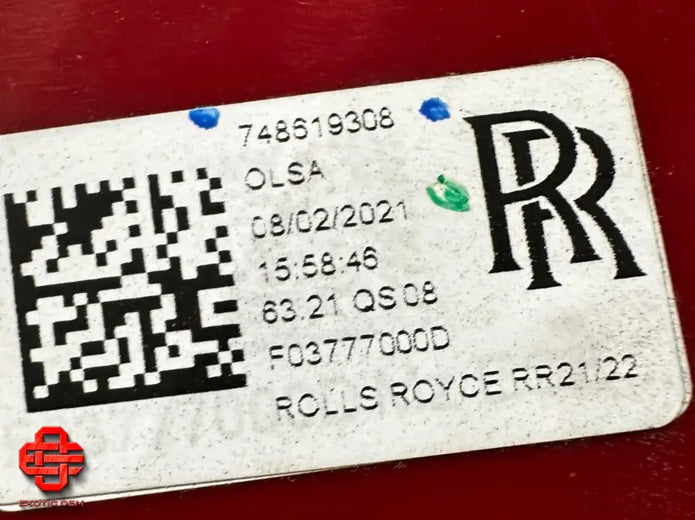 748619308
OLSA
08/02/2021
15:58:46
63.21 QS 08
F03777000D
ROLLS ROYCE RR21/22
RR
EXOTIC OEM